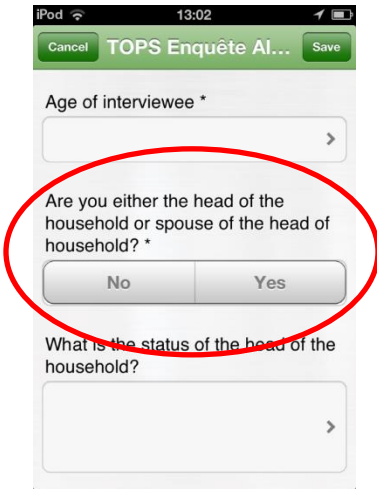 iPod 13:02
Cancel TOPS Enquête Al... Save
Age of interviewee *
Are you either the head of the
household or spouse of the head of
household? *
No Yes
What is the status of the head of the
household?